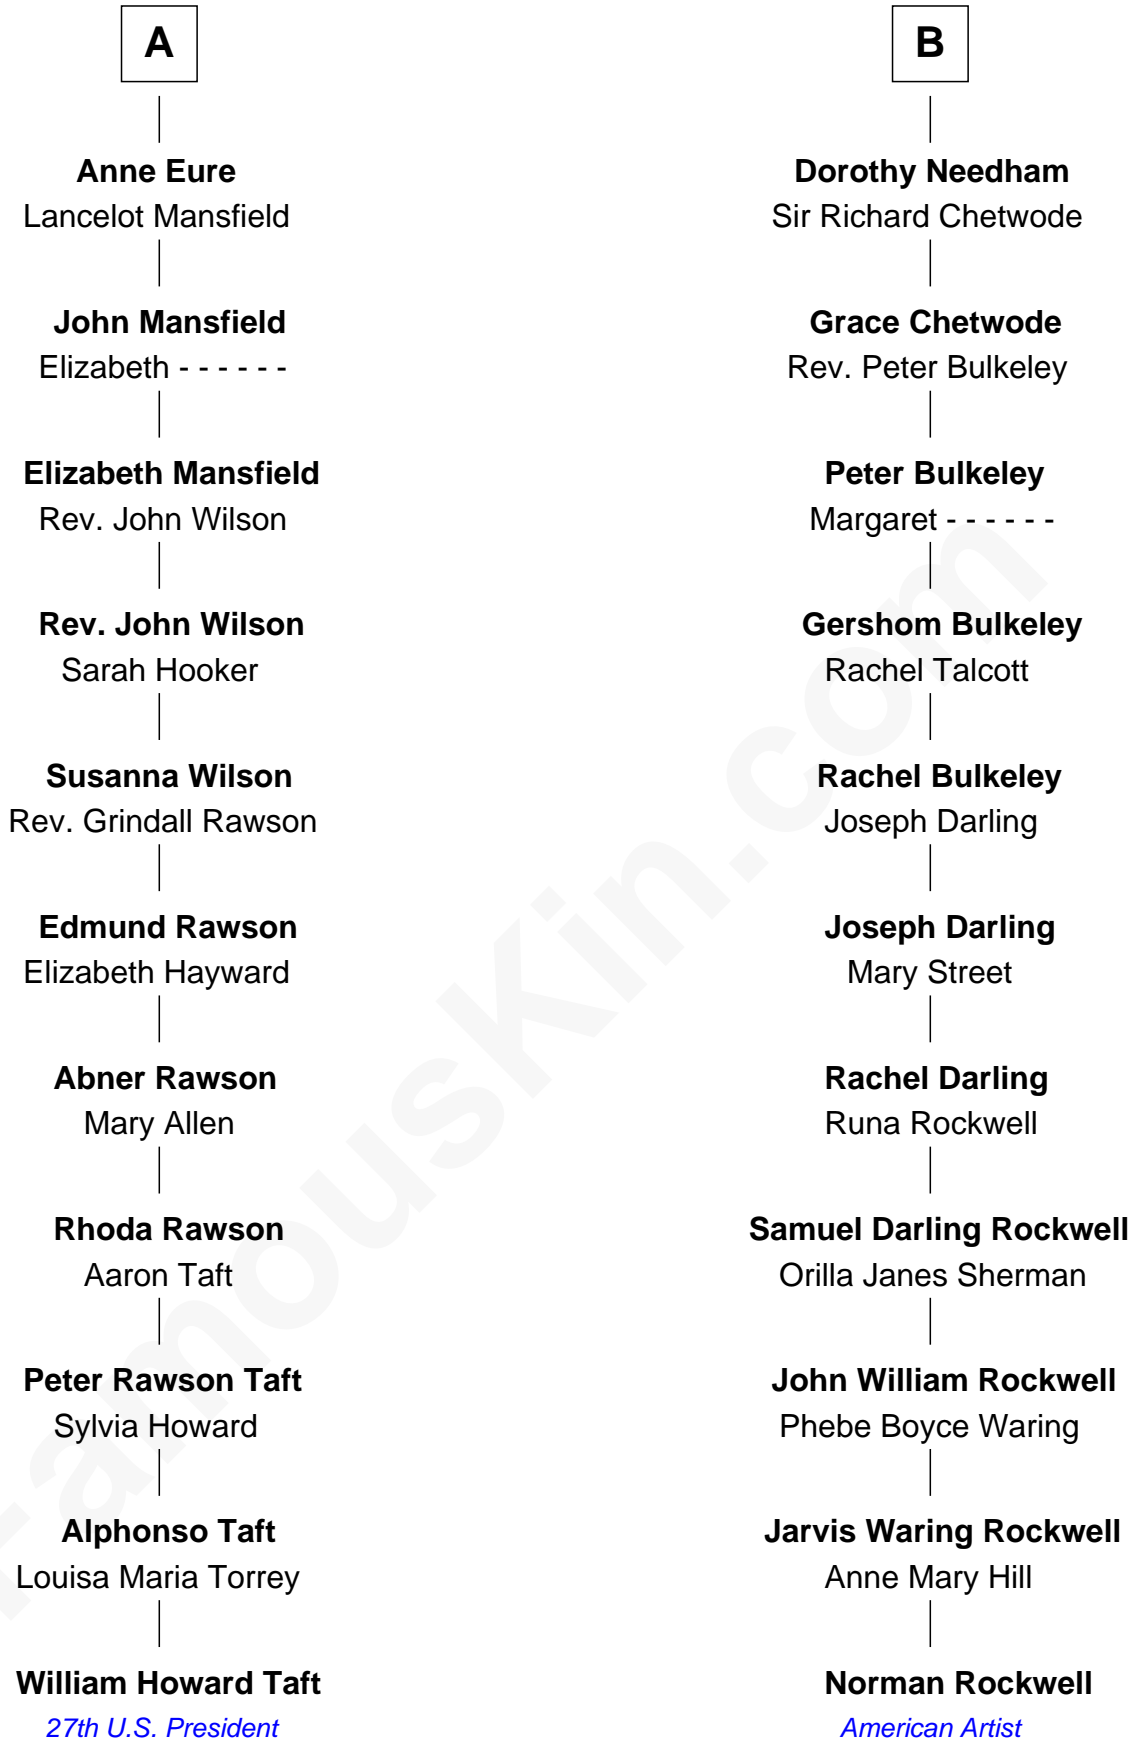 A
Anne Eure
Lancelot Mansfield
John Mansfield
Elizabeth - - - - - -
Elizabeth Mansfield
Rev. John Wilson
Rev. John Wilson
Sarah Hooker
Susanna Wilson
Rev. Grindall Rawson
Edmund Rawson
Elizabeth Hayward
Abner Rawson
Mary Allen
Rhoda Rawson
Aaron Taft
Peter Rawson Taft
Sylvia Howard
Alphonso Taft
Louisa Maria Torrey
William Howard Taft
27th U.S. President
B
Dorothy Needham
Sir Richard Chetwode
Grace Chetwode
Rev. Peter Bulkeley
Peter Bulkeley
Margaret - - - - - -
Gershom Bulkeley
Rachel Talcott
Rachel Bulkeley
Joseph Darling
Joseph Darling
Mary Street
Rachel Darling
Runa Rockwell
Samuel Darling Rockwell
Orilla Janes Sherman
John William Rockwell
Phebe Boyce Waring
Jarvis Waring Rockwell
Anne Mary Hill
Norman Rockwell
American Artist
FamousKin.com